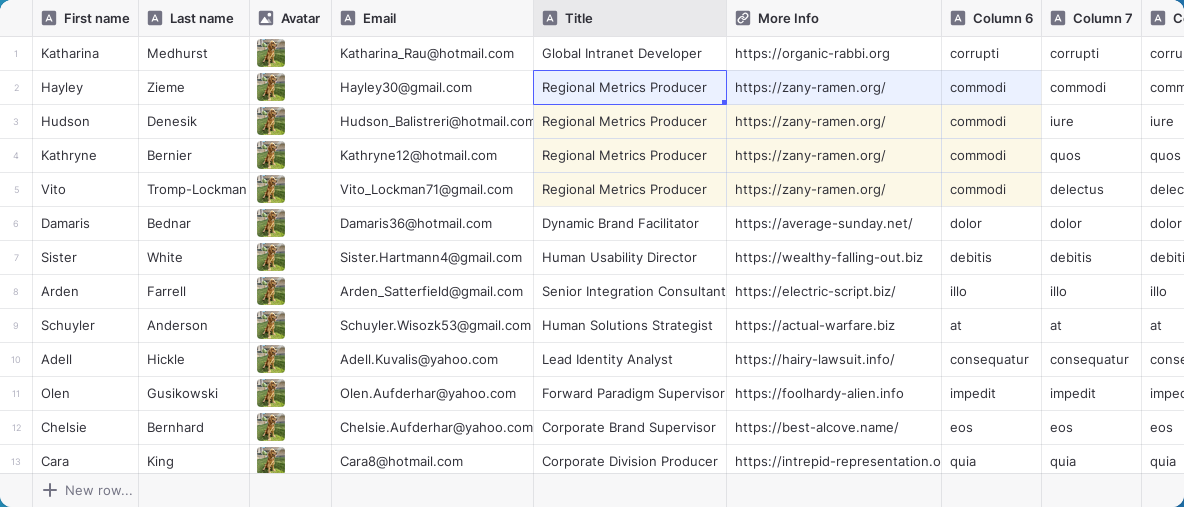 First name Last name Avatar Email Title More Info Column 6 Column 7
1 Katharina Medhurst Katharina_Rau@hotmail.com Global Intranet Developer https://organic-rabbi.org corrupti corrupti corru
2 Hayley Zieme Hayley30@gmail.com Regional Metrics Producer https://zany-ramen.org/ commodi commodi comm
3 Hudson Denesik Hudson_Balistreri@hotmail.com Regional Metrics Producer https://zany-ramen.org/ commodi iure iure
4 Kathryne Bernier Kathryne12@hotmail.com Regional Metrics Producer https://zany-ramen.org/ commodi quos quos
5 Vito Tromp-Lockman Vito_Lockman71@gmail.com Regional Metrics Producer https://zany-ramen.org/ commodi delectus delec
6 Damaris Bednar Damaris36@hotmail.com Dynamic Brand Facilitator https://average-sunday.net/ dolor dolor dolor
7 Sister White Sister.Hartmann4@gmail.com Human Usability Director https://wealthy-falling-out.biz debitis debitis debiti
8 Arden Farrell Arden_Satterfield@gmail.com Senior Integration Consultant https://electric-script.biz/ illo illo illo
9 Schuyler Anderson Schuyler.Wisozk53@gmail.com Human Solutions Strategist https://actual-warfare.biz at at at
10 Adell Hickle Adell.Kuvalis@yahoo.com Lead Identity Analyst https://hairy-lawsuit.info/ consequatur consequatur conse
11 Olen Gusikowski Olen.Aufderhar@yahoo.com Forward Paradigm Supervisor https://foolhardy-alien.info impedit impedit imped
12 Chelsie Bernhard Chelsie.Aufderhar@yahoo.com Corporate Brand Supervisor https://best-alcove.name/ eos eos eos
13 Cara King Cara8@hotmail.com Corporate Division Producer https://intrepid-representation.o quia quia quia
New row...